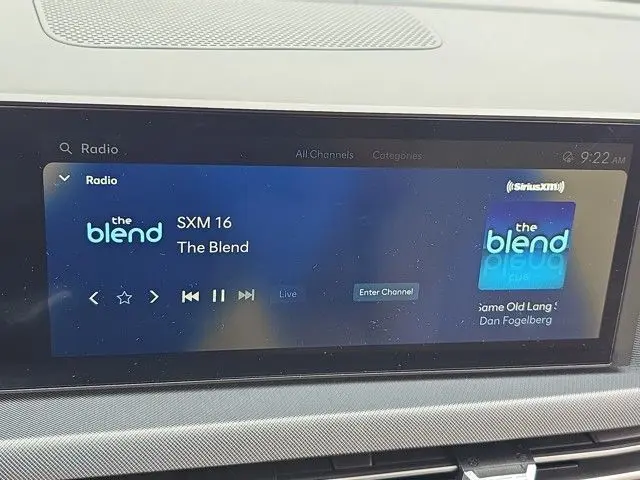 Radio
All Channels Categories
9:22 AM
Radio
((SiriusXM))
the
blend
SXM 16
The Blend
the
blend
Live
Enter Channel
Same Old Lang S
Dan Fogelberg